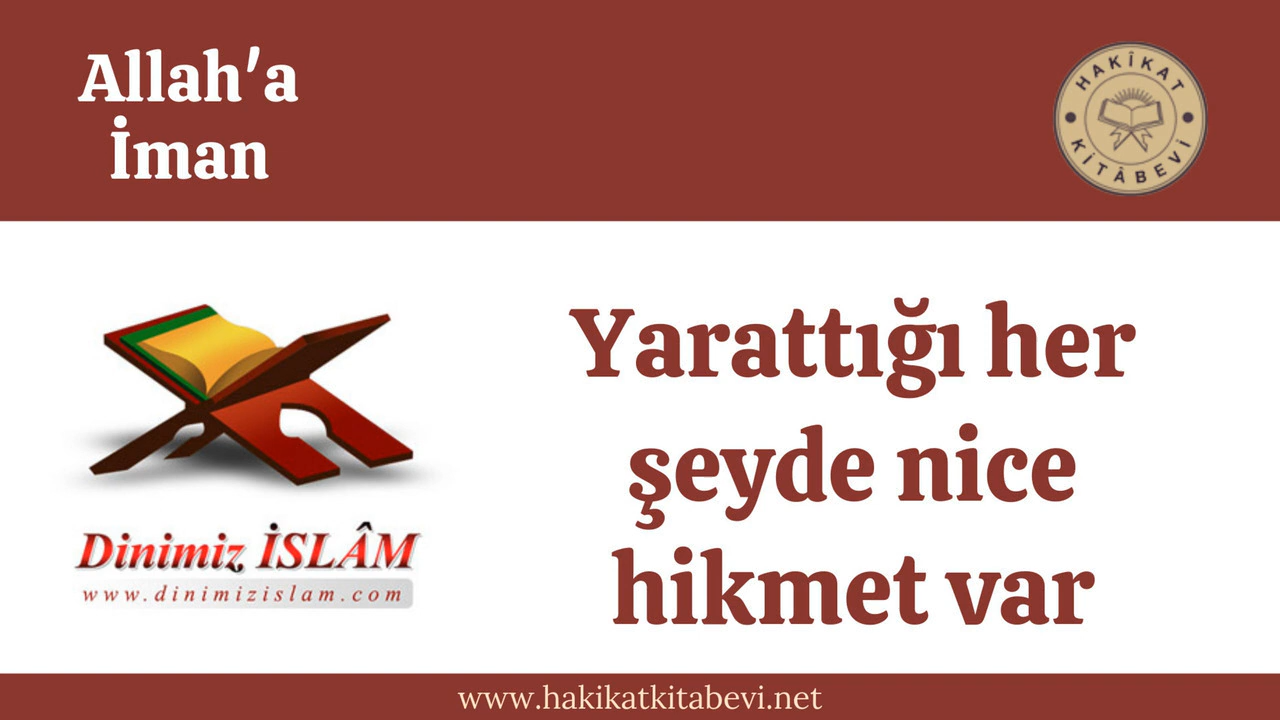 Allah'a
İman
HAKÎKAT
KİTÂBEVİ
Yarattığı her
şeyde nice
hikmet var
Dinimiz İSLÂM
www.dinimizislam.com
www.hakikatkitabevi.net